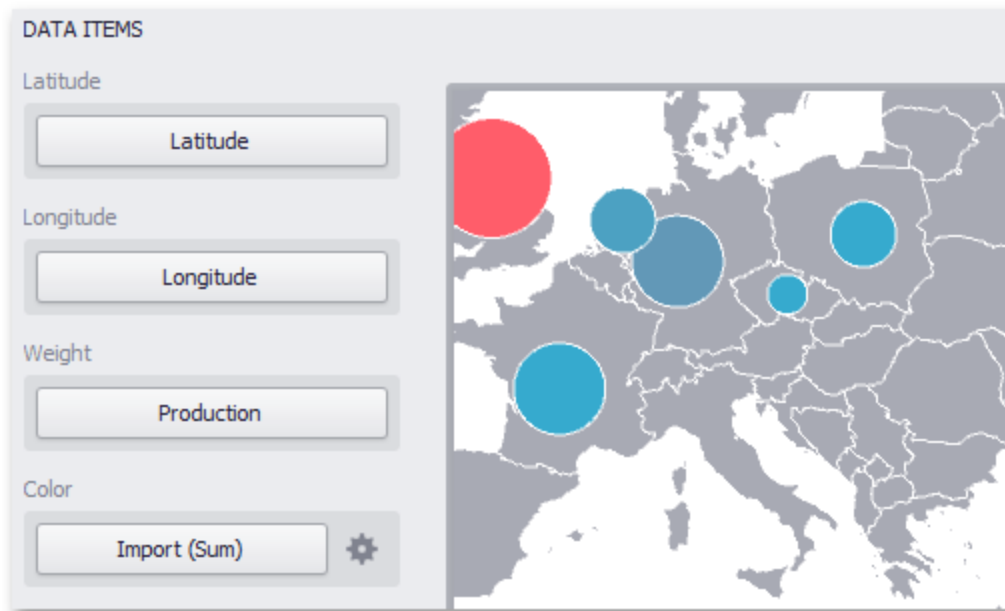 DATA ITEMS
Latitude
Latitude
Longitude
Longitude
Weight
Production
Color
Import (Sum)